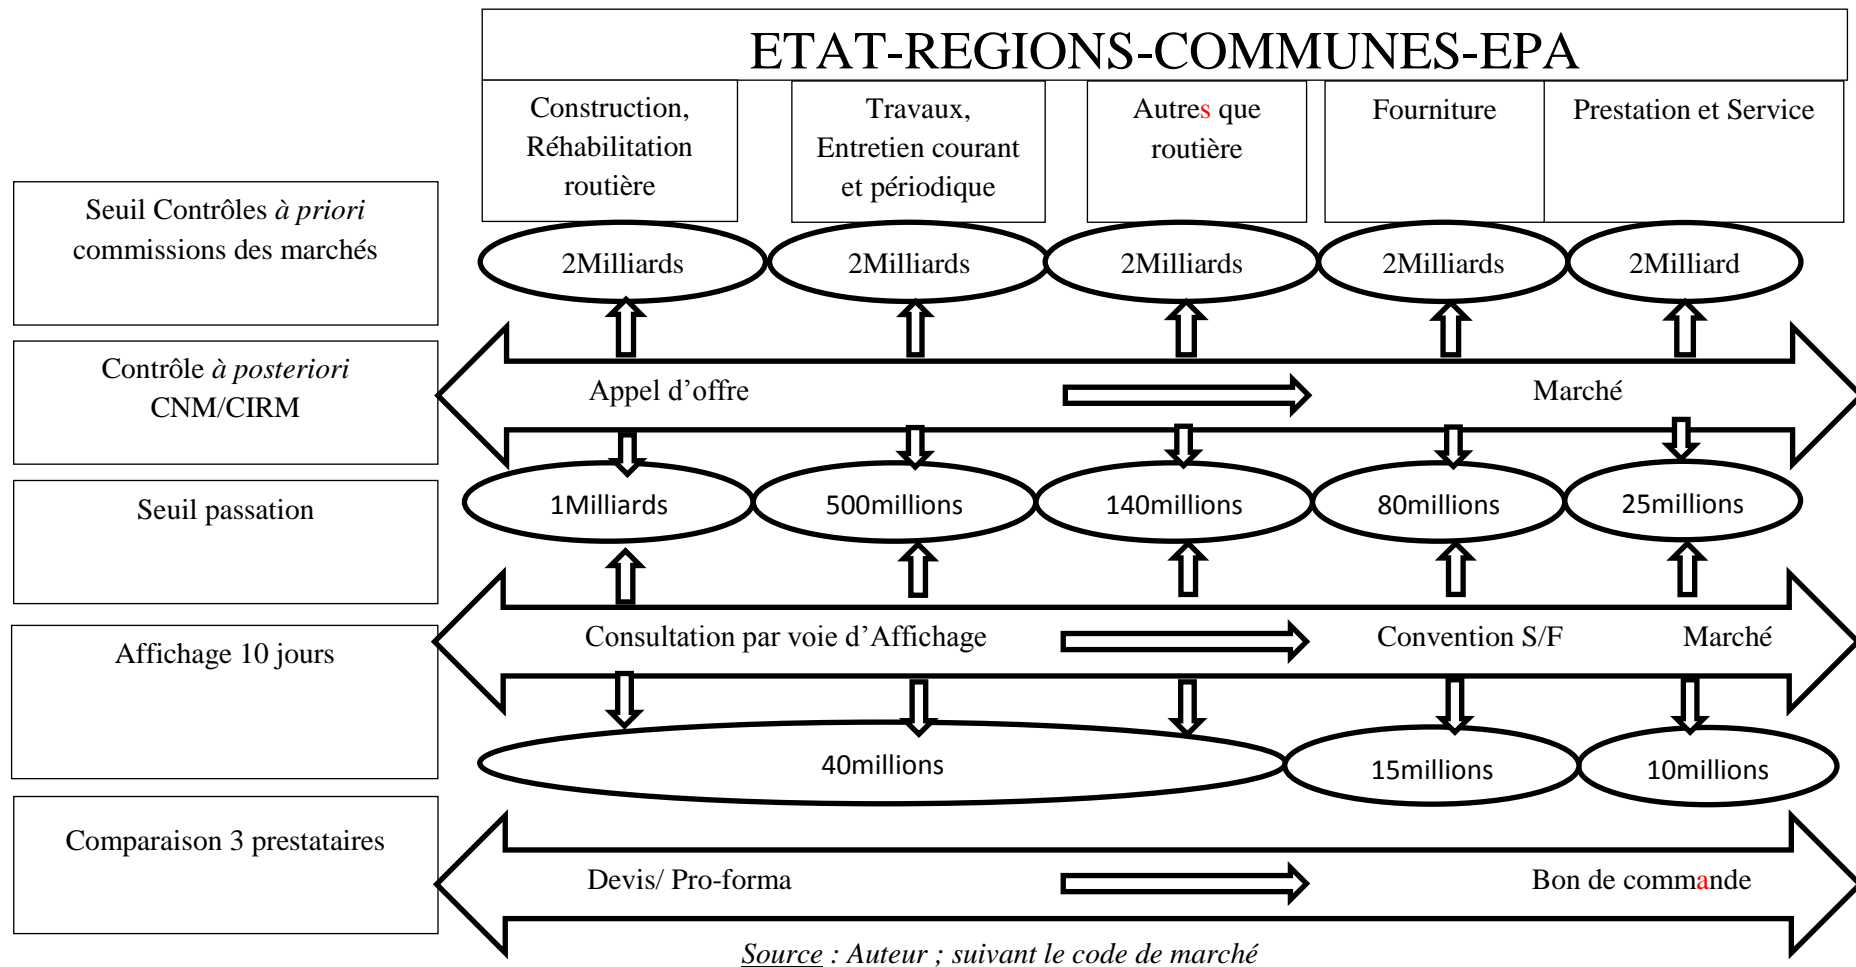 ETAT-REGIONS-COMMUNES-EPA
Construction,
Réhabilitation
routière
Travaux,
Entretien courant
et périodique
Autres que
routière
Fourniture
Prestation et Service
Seuil Contrôles à priori
commissions des marchés
2Milliards
2Milliards
2Milliards
2Milliards
2Milliard
Contrôle à posteriori
CNM/CIRM
Appel d’offre
Marché
Seuil passation
1Milliards
500millions
140millions
80millions
25millions
Affichage 10 jours
Consultation par voie d’Affichage
Convention S/F
Marché
40millions
15millions
10millions
Comparaison 3 prestataires
Devis/ Pro-forma
Bon de commande
Source : Auteur ; suivant le code de marché